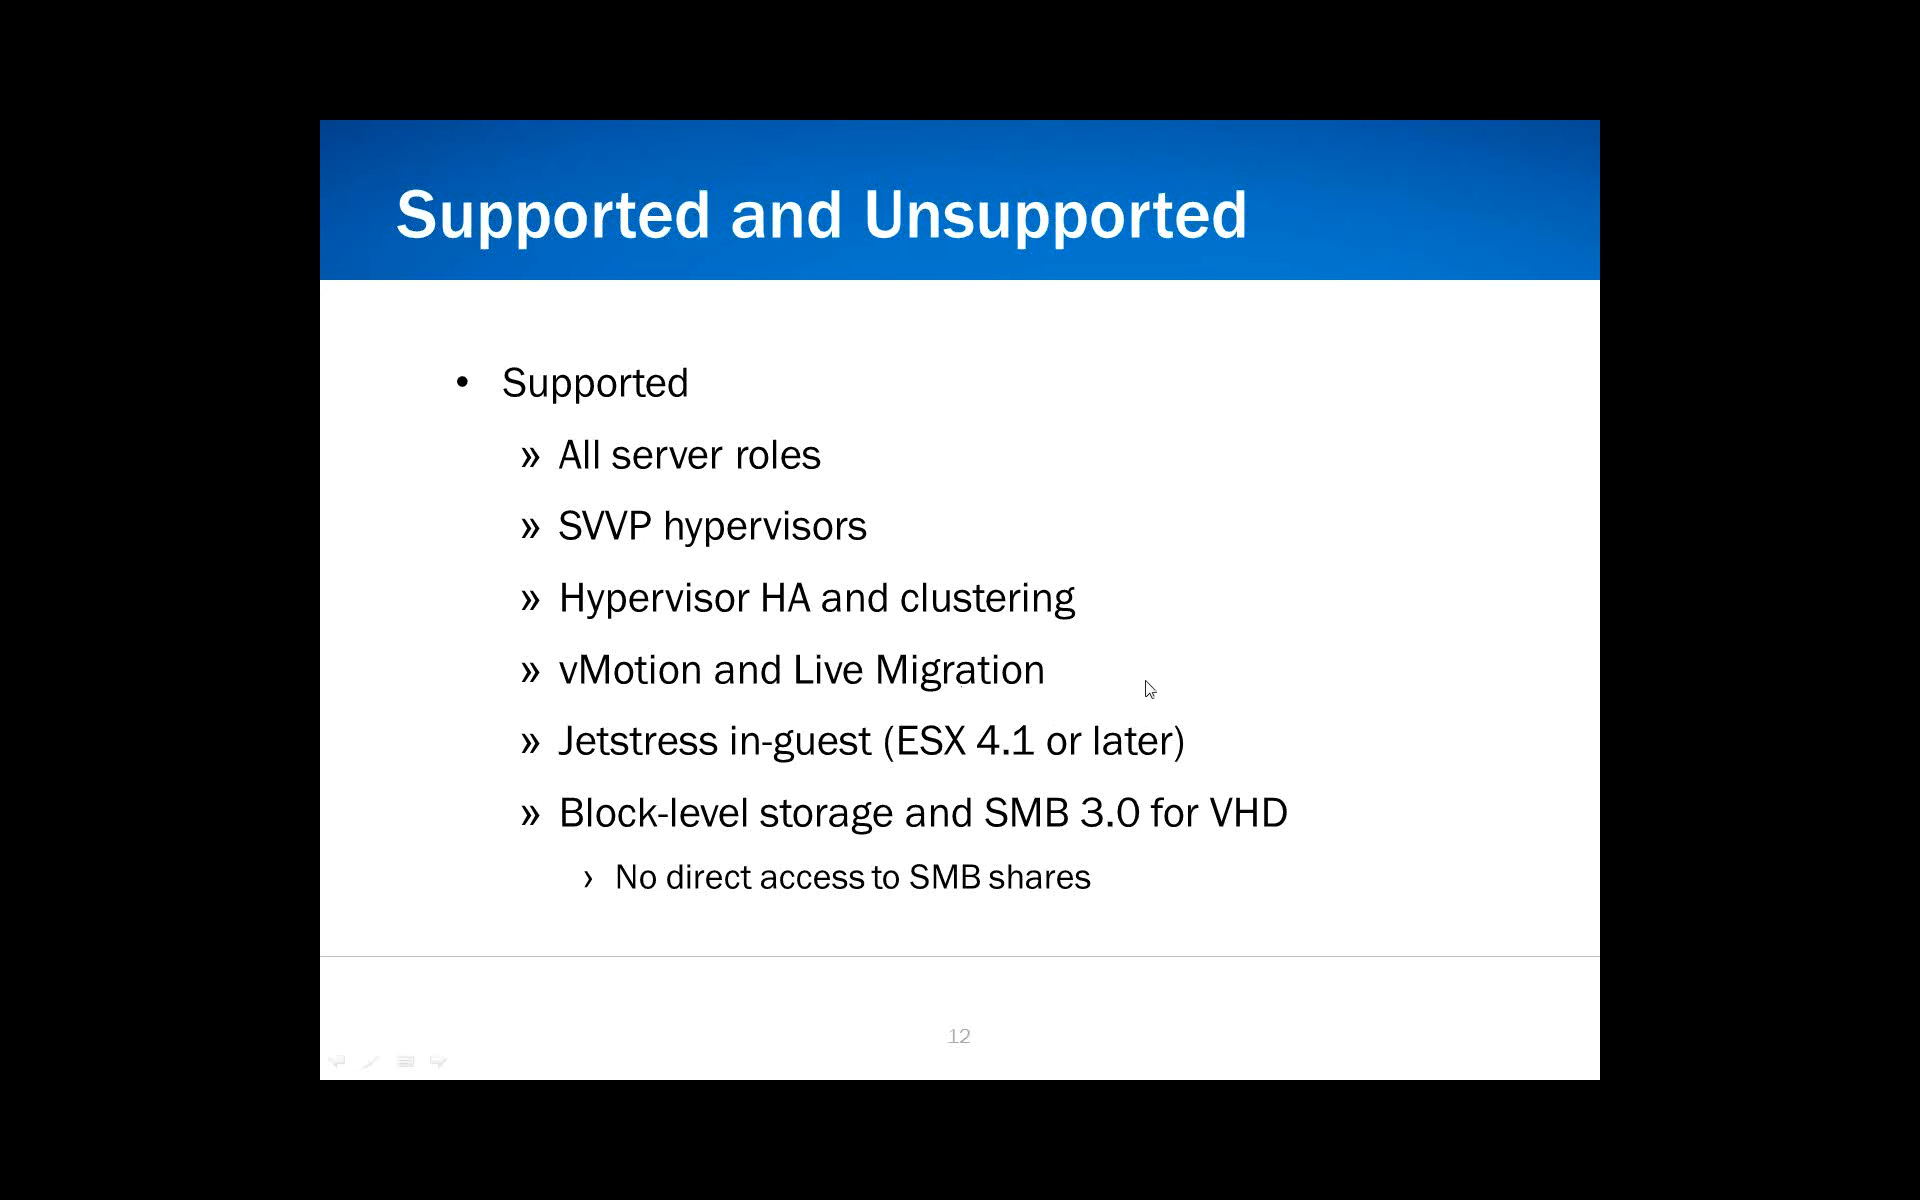 Supported and Unsupported
• Supported
» All server roles
» SVVP hypervisors
» Hypervisor HA and clustering
» vMotion and Live Migration
» Jetstress in-guest (ESX 4.1 or later)
» Block-level storage and SMB 3.0 for VHD
› No direct access to SMB shares
12